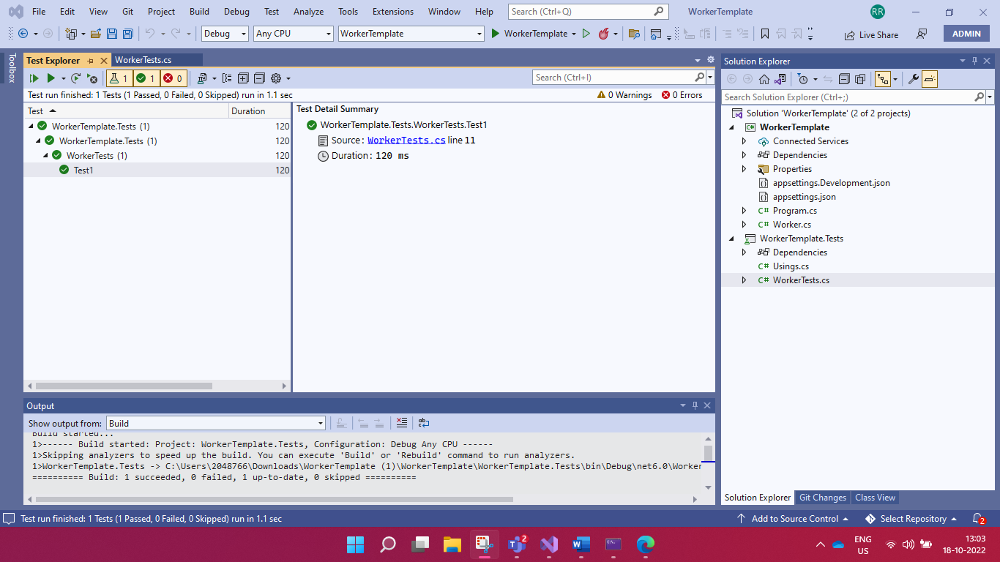 File Edit View Git Project Build Debug Test Analyze Tools Extensions Window Help Search (Ctrl+Q) WorkerTemplate RR
Debug Any CPU WorkerTemplate WorkerTemplate Live Share ADMIN
Toolbox
Test Explorer WorkerTests.cs
1 1 0 Search (Ctrl+I)
Test run finished: 1 Tests (1 Passed, 0 Failed, 0 Skipped) run in 1.1 sec 0 Warnings 0 Errors
Test Duration
WorkerTemplate.Tests (1) 120
WorkerTemplate.Tests (1) 120
WorkerTests (1) 120
Test1 120
Test Detail Summary
WorkerTemplate.Tests.WorkerTests.Test1
Source: WorkerTests.cs line 11
Duration: 120 ms
Output
Show output from: Build
Build started...
1>------ Build started: Project: WorkerTemplate.Tests, Configuration: Debug Any CPU ------
1>Skipping analyzers to speed up the build. You can execute 'Build' or 'Rebuild' command to run analyzers.
1>WorkerTemplate.Tests -> C:\Users\2048766\Downloads\WorkerTemplate (1)\WorkerTemplate\WorkerTemplate.Tests\bin\Debug\net6.0\Worker
========== Build: 1 succeeded, 0 failed, 1 up-to-date, 0 skipped ==========
Solution Explorer
Search Solution Explorer (Ctrl+;)
Solution 'WorkerTemplate' (2 of 2 projects)
WorkerTemplate
Connected Services
Dependencies
Properties
appsettings.Development.json
appsettings.json
C# Program.cs
C# Worker.cs
WorkerTemplate.Tests
Dependencies
C# Usings.cs
C# WorkerTests.cs
Solution Explorer Git Changes Class View
Test run finished: 1 Tests (1 Passed, 0 Failed, 0 Skipped) run in 1.1 sec Add to Source Control Select Repository 2
2 ENG 13:03
US 18-10-2022